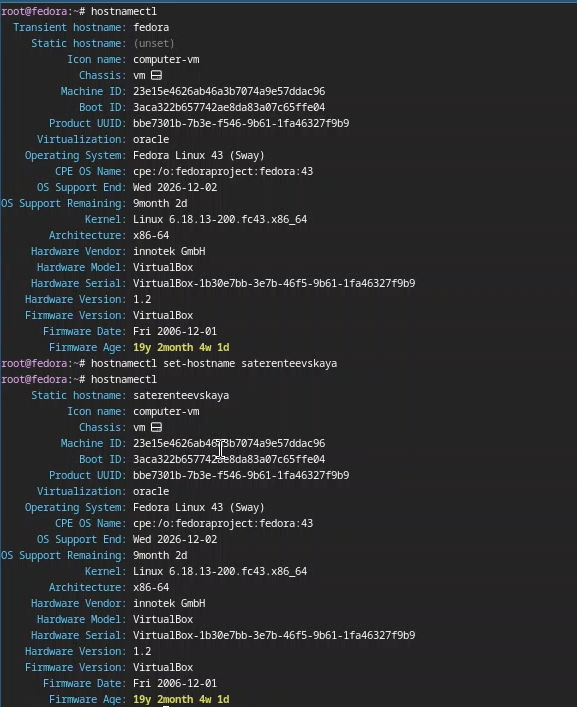 root@fedora:~# hostnamectl
Transient hostname: fedora
Static hostname: (unset)
Icon name: computer-vm
Chassis: vm
Machine ID: 23e15e4626ab46a3b7074a9e57ddac96
Boot ID: 3aca322b657742ae8da83a07c65ffe04
Product UUID: bbe7301b-7b3e-f546-9b61-1fa46327f9b9
Virtualization: oracle
Operating System: Fedora Linux 43 (Sway)
CPE OS Name: cpe:/o:fedoraproject:fedora:43
OS Support End: Wed 2026-12-02
OS Support Remaining: 9month 2d
Kernel: Linux 6.18.13-200.fc43.x86_64
Architecture: x86-64
Hardware Vendor: innotek GmbH
Hardware Model: VirtualBox
Hardware Serial: VirtualBox-1b30e7bb-3e7b-46f5-9b61-1fa46327f9b9
Hardware Version: 1.2
Firmware Version: VirtualBox
Firmware Date: Fri 2006-12-01
Firmware Age: 19y 2month 4w 1d
root@fedora:~# hostnamectl set-hostname saterenteevskaya
root@fedora:~# hostnamectl
Static hostname: saterenteevskaya
Icon name: computer-vm
Chassis: vm
Machine ID: 23e15e4626ab46a3b7074a9e57ddac96
Boot ID: 3aca322b657742ae8da83a07c65ffe04
Product UUID: bbe7301b-7b3e-f546-9b61-1fa46327f9b9
Virtualization: oracle
Operating System: Fedora Linux 43 (Sway)
CPE OS Name: cpe:/o:fedoraproject:fedora:43
OS Support End: Wed 2026-12-02
OS Support Remaining: 9month 2d
Kernel: Linux 6.18.13-200.fc43.x86_64
Architecture: x86-64
Hardware Vendor: innotek GmbH
Hardware Model: VirtualBox
Hardware Serial: VirtualBox-1b30e7bb-3e7b-46f5-9b61-1fa46327f9b9
Hardware Version: 1.2
Firmware Version: VirtualBox
Firmware Date: Fri 2006-12-01
Firmware Age: 19y 2month 4w 1d